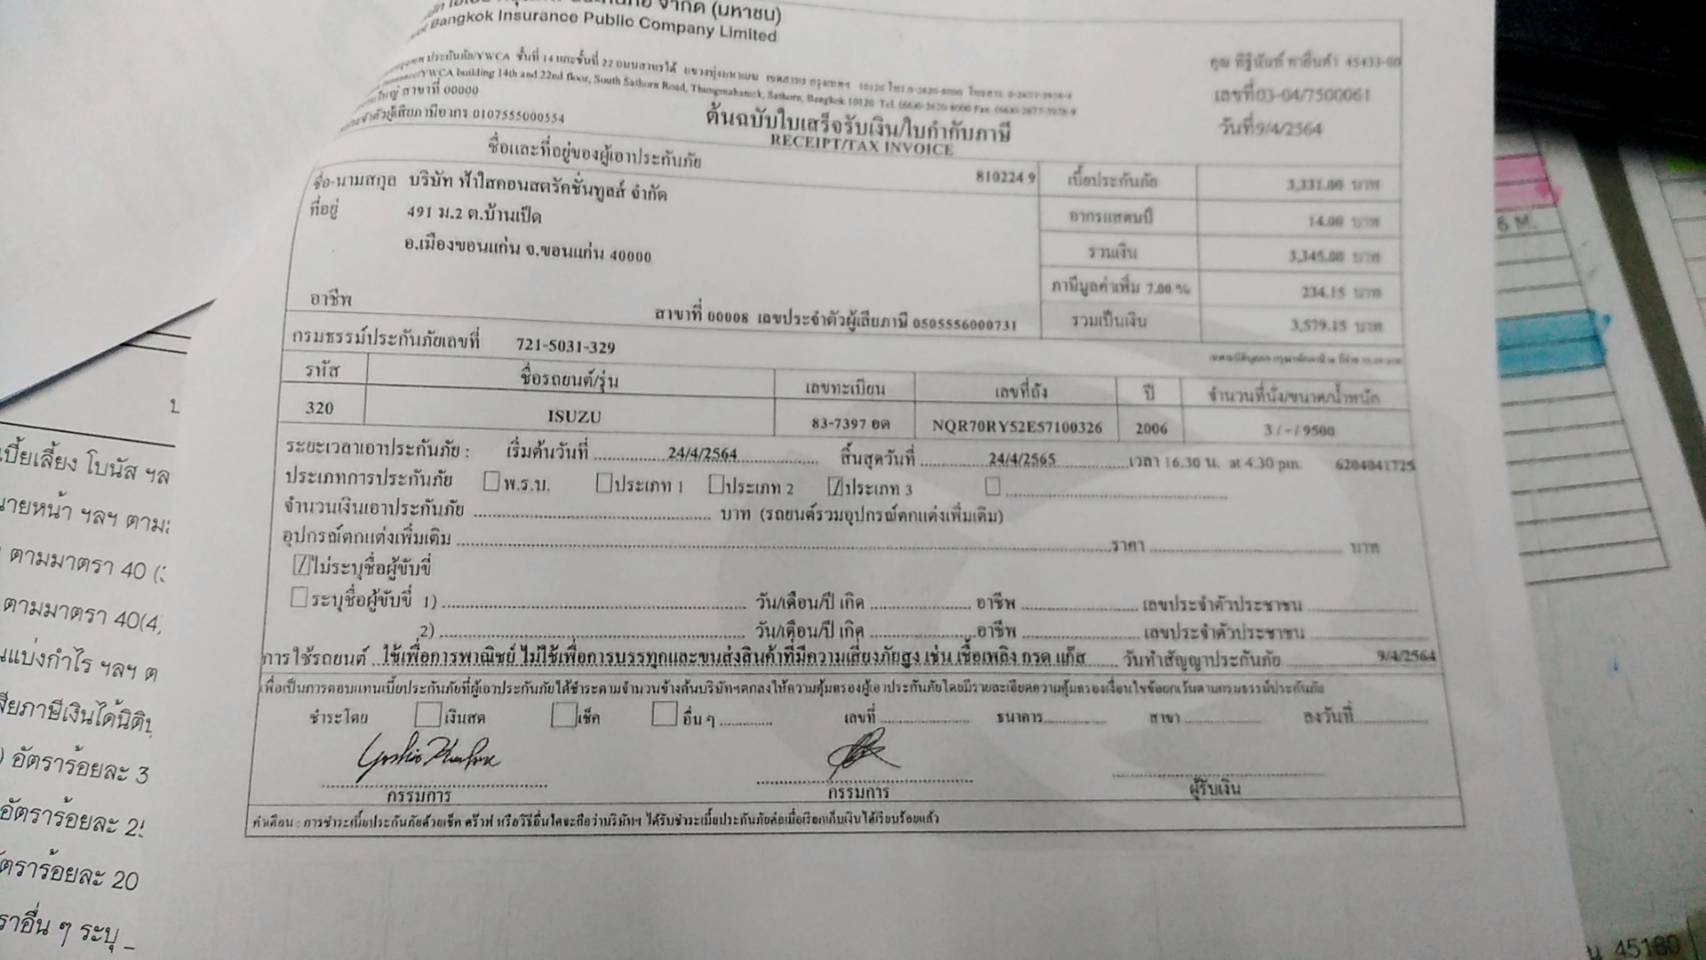 จำกัด (มหาชน)
Bangkok Insurance Public Company Limited
ประกันภัย/YWCA ชั้นที่ 14 และชั้นที่ 22 ถนนสาทรใต้ แขวงทุ่งมหาเมฆ เขตสาทร กรุงเทพฯ 10120
YWCA building 14th and 22nd floor, South Sathorn Road, Thungmahamek, Sathorn, Bangkok 10120
สาขาที่ 00000
ตัวผู้เสียภาษีอากร 0107555000554
คุณ
เลขที่03-04/7500061
วันที่9/4/2564
ต้นฉบับใบเสร็จรับเงิน/ใบกำกับภาษี
RECEIPT/TAX INVOICE
ชื่อและที่อยู่ของผู้เอาประกันภัย
810224 9
ชื่อ-นามสกุล บริษัท ฟ้าใสคอนสตรัคชั่นทูลส์ จำกัด
ที่อยู่ 491 ม.2 ต.บ้านเป็ด
อ.เมืองขอนแก่น จ.ขอนแก่น 40000
อาชีพ
สาขาที่ 00008 เลขประจำตัวผู้เสียภาษี 0505556000731
เบี้ยประกันภัย 3,331.00 บาท
อากรแสตมป์ 14.00 บาท
รวมเงิน 3,345.00 บาท
ภาษีมูลค่าเพิ่ม 7.00 % 234.15 บาท
รวมเป็นเงิน 3,579.15 บาท
กรมธรรม์ประกันภัยเลขที่ 721-5031-329
รหัส ชื่อรถยนต์/รุ่น เลขทะเบียน เลขที่ถัง ปี จำนวนที่นั่ง/ขนาด/น้ำหนัก
320 ISUZU 83-7397 อด NQR70RY52E57100326 2006 3 / - / 9500
ระยะเวลาเอาประกันภัย : เริ่มต้นวันที่ 24/4/2564 สิ้นสุดวันที่ 24/4/2565 เวลา 16.30 น. at 4.30 pm. 6204041725
ประเภทการประกันภัย พ.ร.บ. ประเภท 1 ประเภท 2 ประเภท 3
จำนวนเงินเอาประกันภัย บาท (รถยนต์รวมอุปกรณ์ตกแต่งเพิ่มเติม)
อุปกรณ์ตกแต่งเพิ่มเติม ราคา บาท
ไม่ระบุชื่อผู้ขับขี่
ระบุชื่อผู้ขับขี่ 1) วัน/เดือน/ปี เกิด อาชีพ เลขประจำตัวประชาชน
2) วัน/เดือน/ปี เกิด อาชีพ เลขประจำตัวประชาชน
การใช้รถยนต์ ใช้เพื่อการพาณิชย์ ไม่ใช้เพื่อการบรรทุกและขนส่งสินค้าที่มีความเสี่ยงภัยสูง เช่น เชื้อเพลิง กรด แก๊ส วันทำสัญญาประกันภัย 9/4/2564
เพื่อเป็นการตอบแทนเบี้ยประกันภัยที่ผู้เอาประกันภัยได้ชำระตามจำนวนข้างต้นบริษัทฯตกลงให้ความคุ้มครองผู้เอาประกันภัยโดยมีรายละเอียดความคุ้มครองเงื่อนไขข้อยกเว้นตามกรมธรรม์ประกันภัย
ชำระโดย เงินสด เช็ค อื่น ๆ เลขที่ ธนาคาร สาขา ลงวันที่
กรรมการ กรรมการ ผู้รับเงิน
คำเตือน : การชำระเบี้ยประกันภัยด้วยเช็ค ดร๊าฟ หรือวิธีอื่นใดจะถือว่าบริษัทฯ ได้รับชำระเบี้ยประกันภัยต่อเมื่อเรียกเก็บเงินได้เรียบร้อยแล้ว
เบี้ยเลี้ยง โบนัส ฯล
ายหน้า ฯลฯ ตาม
ตามมาตรา 40 (
ตามมาตรา 40(4
นแบ่งกำไร ฯลฯ ต
สียภาษีเงินได้นิติ
) อัตราร้อยละ 3
อัตราร้อยละ 2
ัตราร้อยละ 20
ราอื่น ๆ ระบุ _
& M.
45180